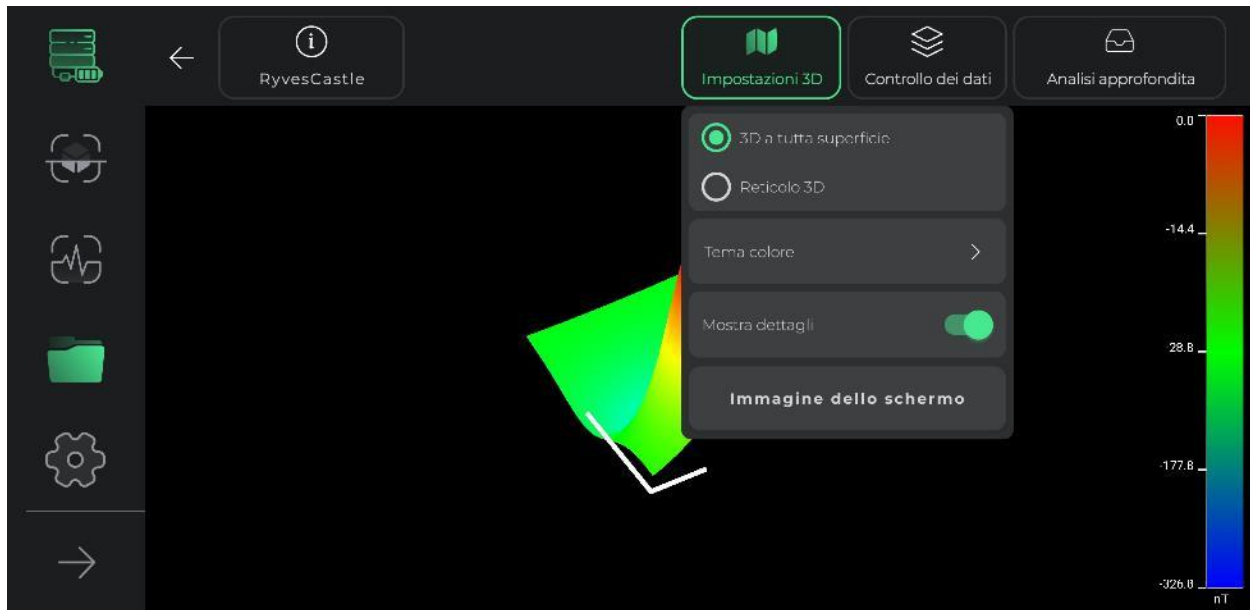 RyvesCastle
Impostazioni 3D
Controllo dei dati
Analisi approfondita
3D a tutta superficie
Reticolo 3D
Tema colore
Mostra dettagli
Immagine dello schermo
0.0
-14.4
-28.8
-177.8
-326.8
nT